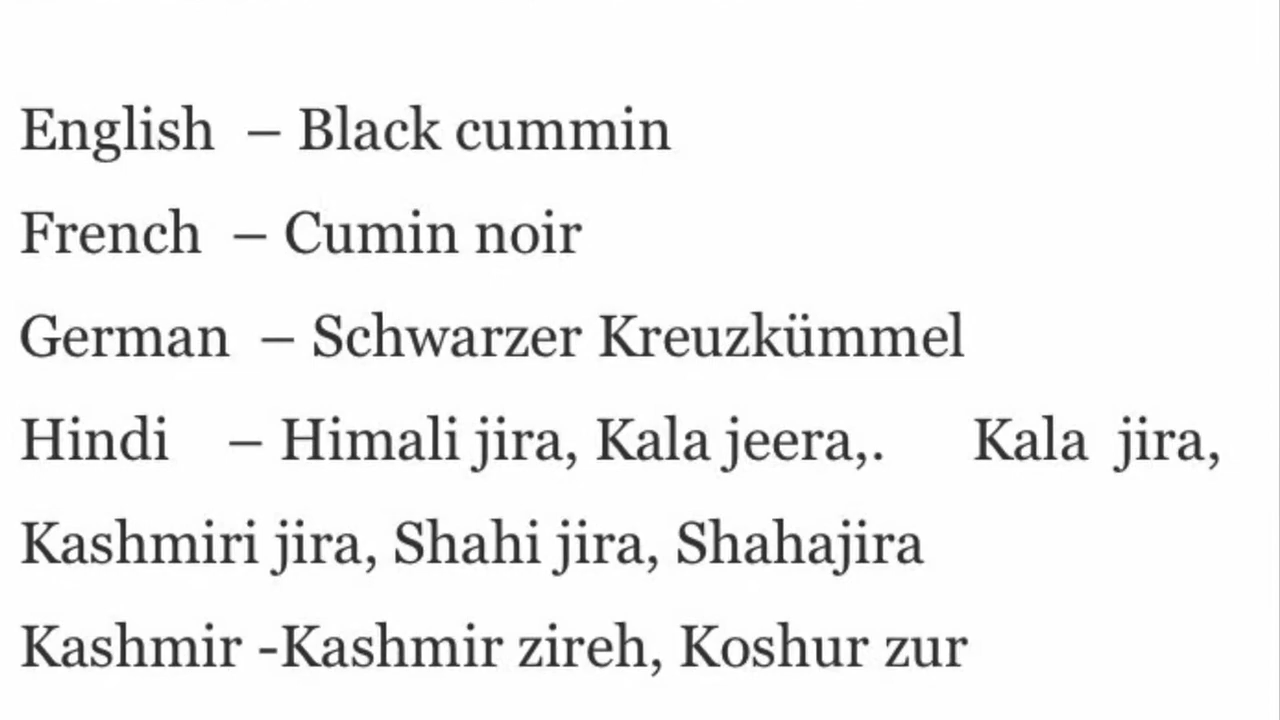 English – Black cummin
French – Cumin noir
German – Schwarzer Kreuzkümmel
Hindi – Himali jira, Kala jeera,. Kala jira,
Kashmiri jira, Shahi jira, Shahajira
Kashmir -Kashmir zireh, Koshur zur